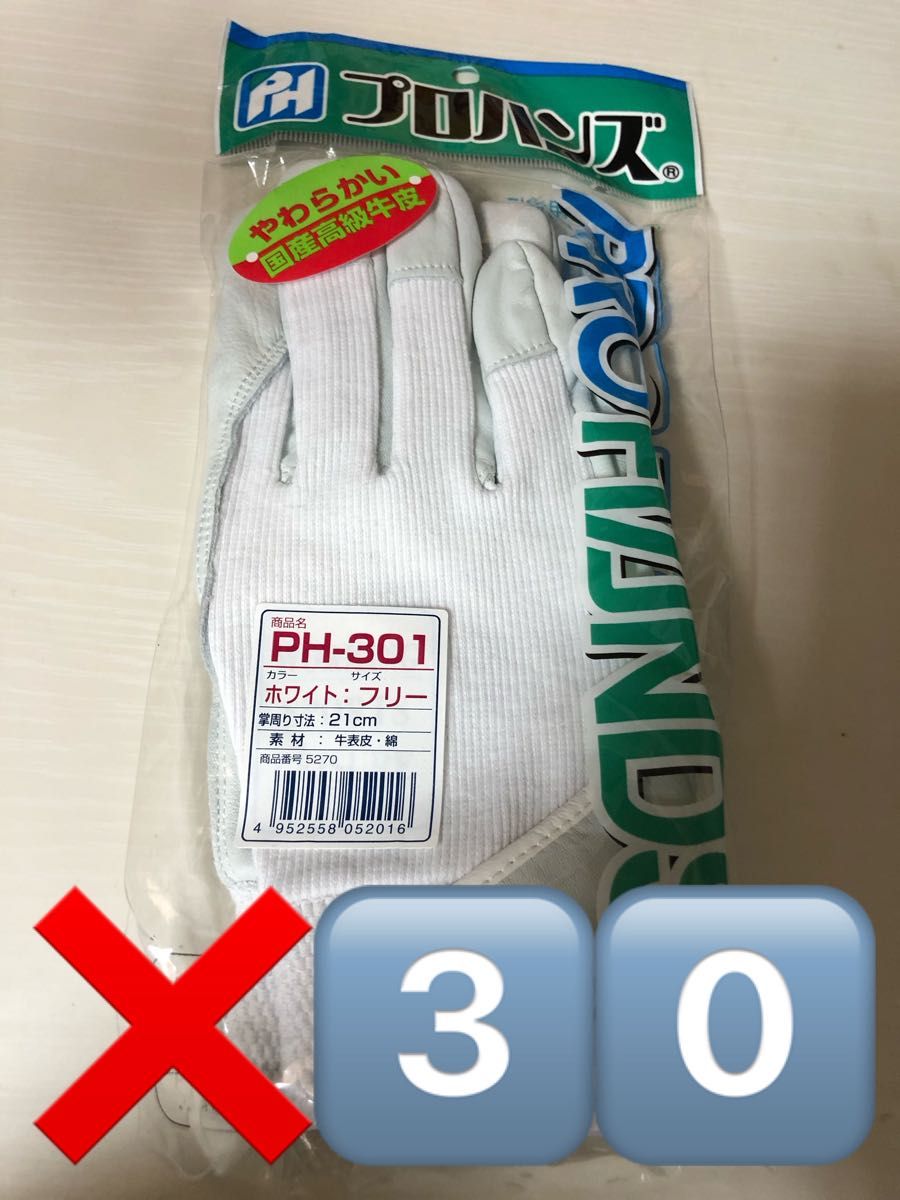 PH プロハンズ®
やわらかい
国産高級牛皮
PROHANDS
商品名
PH-301
カラー サイズ
ホワイト：フリー
掌周り寸法：21cm
素材：牛表皮・綿
商品番号 5270
4 952558 052016
❌30